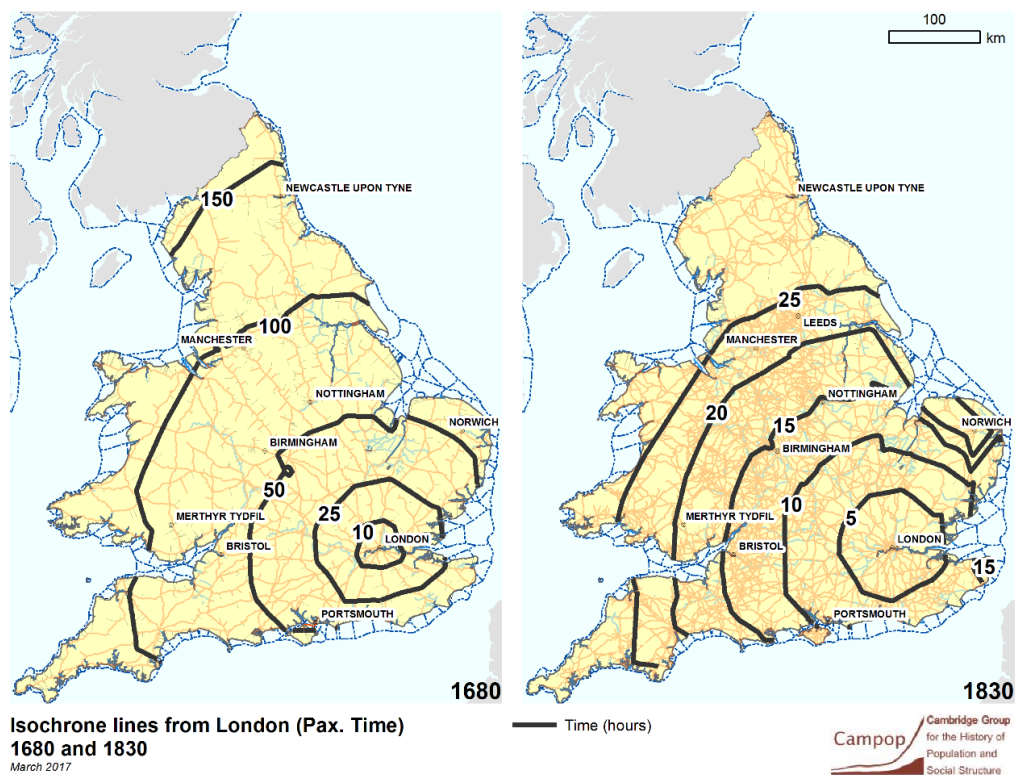 150
NEWCASTLE UPON TYNE
100
MANCHESTER
NOTTINGHAM
NORWICH
BIRMINGHAM
50
25
MERTHYR TYDFIL
10
LONDON
BRISTOL
PORTSMOUTH
1680
100
km
NEWCASTLE UPON TYNE
25
LEEDS
MANCHESTER
NOTTINGHAM
20
15
NORWICH
BIRMINGHAM
10
5
MERTHYR TYDFIL
LONDON
BRISTOL
15
PORTSMOUTH
1830
Isochrone lines from London (Pax. Time)
1680 and 1830
March 2017
Time (hours)
Campop
Cambridge Group
for the History of
Population and
Social Structure